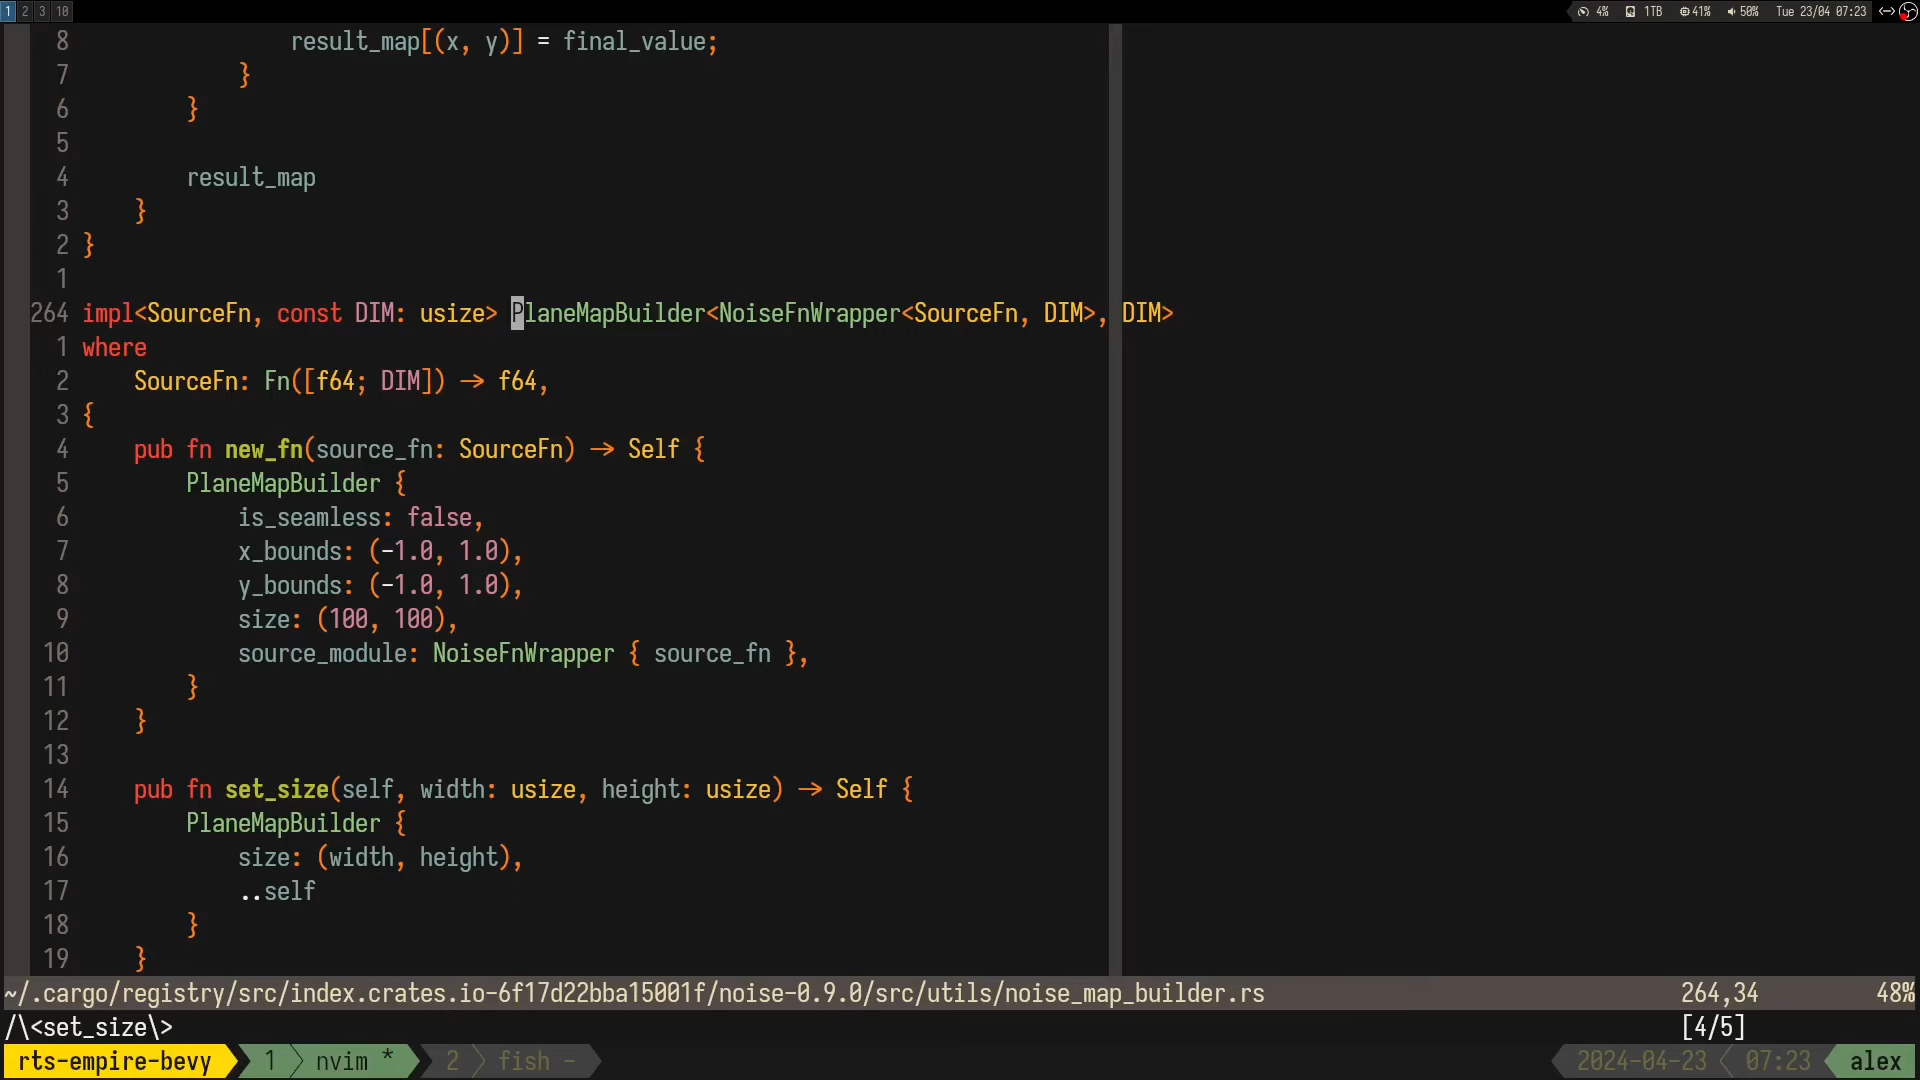 1 2 3 10 4% 1TB 41% 50% Tue 23/04 07:23
8 result_map[(x, y)] = final_value;
7 }
6 }
5
4 result_map
3 }
2 }
1
264 impl<SourceFn, const DIM: usize> PlaneMapBuilder<NoiseFnWrapper<SourceFn, DIM>, DIM>
1 where
2 SourceFn: Fn([f64; DIM]) -> f64,
3 {
4 pub fn new_fn(source_fn: SourceFn) -> Self {
5 PlaneMapBuilder {
6 is_seamless: false,
7 x_bounds: (-1.0, 1.0),
8 y_bounds: (-1.0, 1.0),
9 size: (100, 100),
10 source_module: NoiseFnWrapper { source_fn },
11 }
12 }
13
14 pub fn set_size(self, width: usize, height: usize) -> Self {
15 PlaneMapBuilder {
16 size: (width, height),
17 ..self
18 }
19 }
~/.cargo/registry/src/index.crates.io-6f17d22bba15001f/noise-0.9.0/src/utils/noise_map_builder.rs 264,34 48%
/\<set_size\> [4/5]
rts-empire-bevy 1 nvim * 2 fish - 2024-04-23 07:23 alex